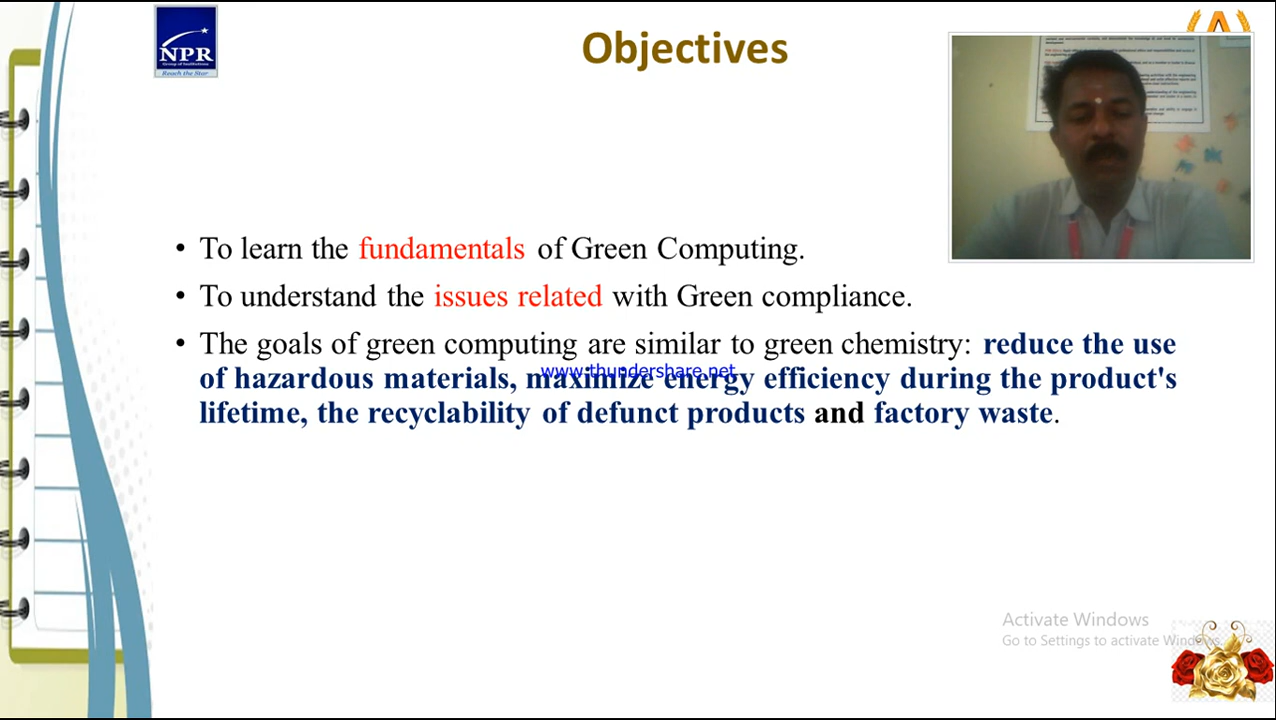 NPR
Group of Institutions
Reach the Star
Objectives
• To learn the fundamentals of Green Computing.
• To understand the issues related with Green compliance.
• The goals of green computing are similar to green chemistry: reduce the use
of hazardous materials, maximize energy efficiency during the product's
www.thundershare.net
lifetime, the recyclability of defunct products and factory waste.
Activate Windows
Go to Settings to activate Windows.